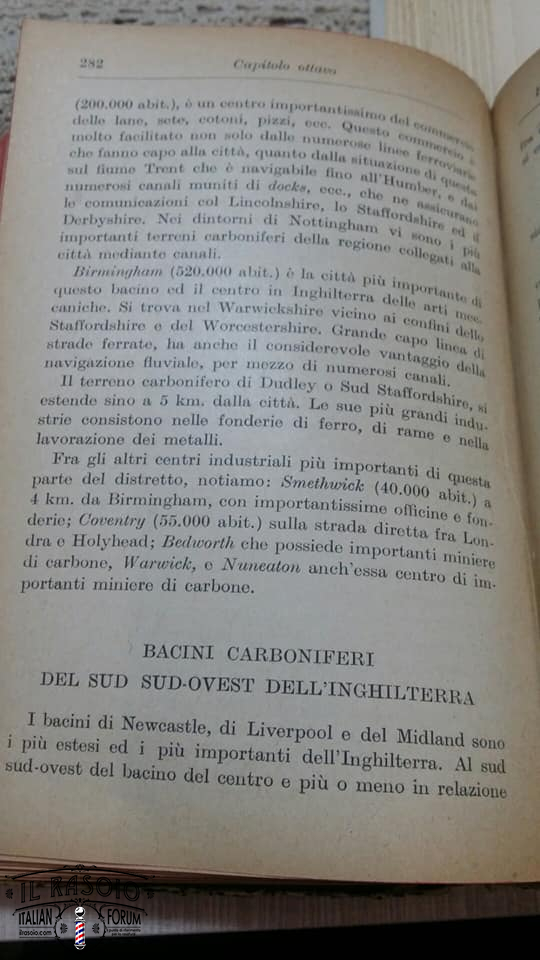 282
Capitolo ottavo
(200.000 abit.), è un centro importantissimo del commercio
delle lane, sete, cotoni, pizzi, ecc. Questo commercio è
molto facilitato non solo dalle numerose linee ferroviarie
che fanno capo alla città, quanto dalla situazione di questa
sul fiume Trent che è navigabile fino all'Humber, e dai
numerosi canali muniti di docks, ecc., che ne assicurano
le comunicazioni col Lincolnshire, lo Staffordshire ed il
Derbyshire. Nei dintorni di Nottingham vi sono i più
importanti terreni carboniferi della regione collegati alla
città mediante canali.
Birmingham (520.000 abit.) è la città più importante di
questo bacino ed il centro in Inghilterra delle arti mec-
caniche. Si trova nel Warwickshire vicino ai confini dello
Staffordshire e del Worcestershire. Grande capo linea di
strade ferrate, ha anche il considerevole vantaggio della
navigazione fluviale, per mezzo di numerosi canali.
Il terreno carbonifero di Dudley o Sud Staffordshire, si
estende sino a 5 km. dalla città. Le sue più grandi indu-
strie consistono nelle fonderie di ferro, di rame e nella
lavorazione dei metalli.
Fra gli altri centri industriali più importanti di questa
parte del distretto, notiamo: Smethwick (40.000 abit.) a
4 km. da Birmingham, con importantissime officine e fon-
derie; Coventry (55.000 abit.) sulla strada diretta fra Lon-
dra e Holyhead; Bedworth che possiede importanti miniere
di carbone, Warwick, e Nuneaton anch'essa centro di im-
portanti miniere di carbone.
BACINI CARBONIFERI
DEL SUD SUD-OVEST DELL'INGHILTERRA
I bacini di Newcastle, di Liverpool e del Midland sono
i più estesi ed i più importanti dell'Inghilterra. Al sud
sud-ovest del bacino del centro e più o meno in relazione
IL RASOIO
ITALIAN FORUM
ilrasoio.com